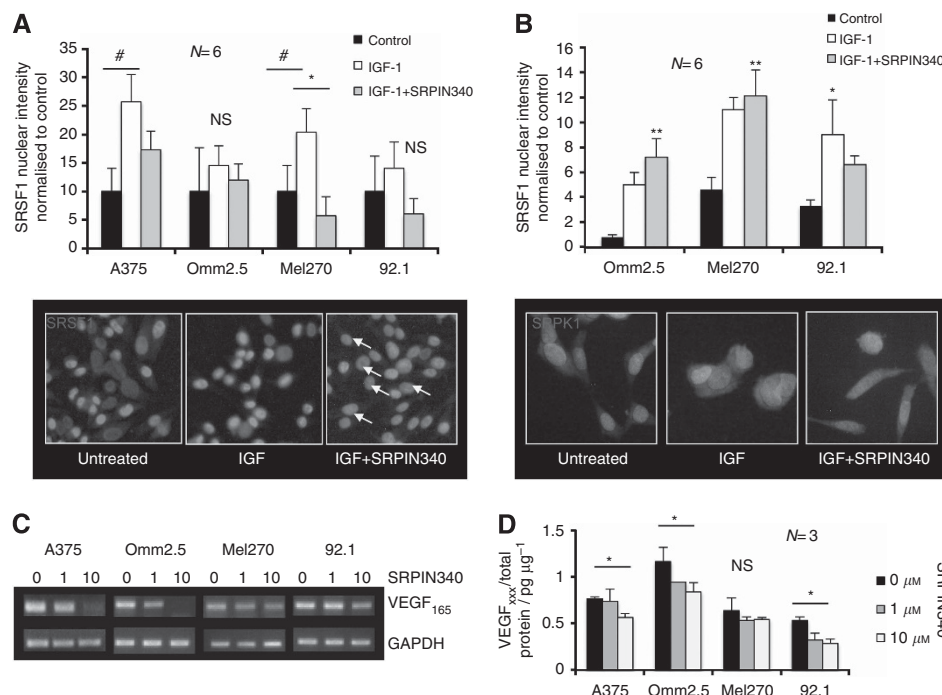 A
SRSF1 nuclear intensity
normalised to control
35
30
25
20
15
10
5
0
#
N= 6
NS
#
*
NS
Control
IGF-1
IGF-1+SRPIN340
A375
Omm2.5
Mel270
92.1
SRSF1
Untreated
IGF
IGF+SRPIN340
B
SRSF1 nuclear intensity
normalised to control
16
14
12
10
8
6
4
2
0
N= 6
**
**
*
Control
IGF-1
IGF-1+SRPIN340
Omm2.5
Mel270
92.1
SRPK1
Untreated
IGF
IGF+SRPIN340
C
A375 Omm2.5 Mel270 92.1
0 1 10 0 1 10 0 1 10 0 1 10 SRPIN340
VEGF165
GAPDH
D
VEGFxxx/total
protein / pg µg−1
1.5
1
0.5
0
*
*
NS
*
N= 3
0 µM
1 µM
10 µM
A375
Omm2.5
Mel270
92.1